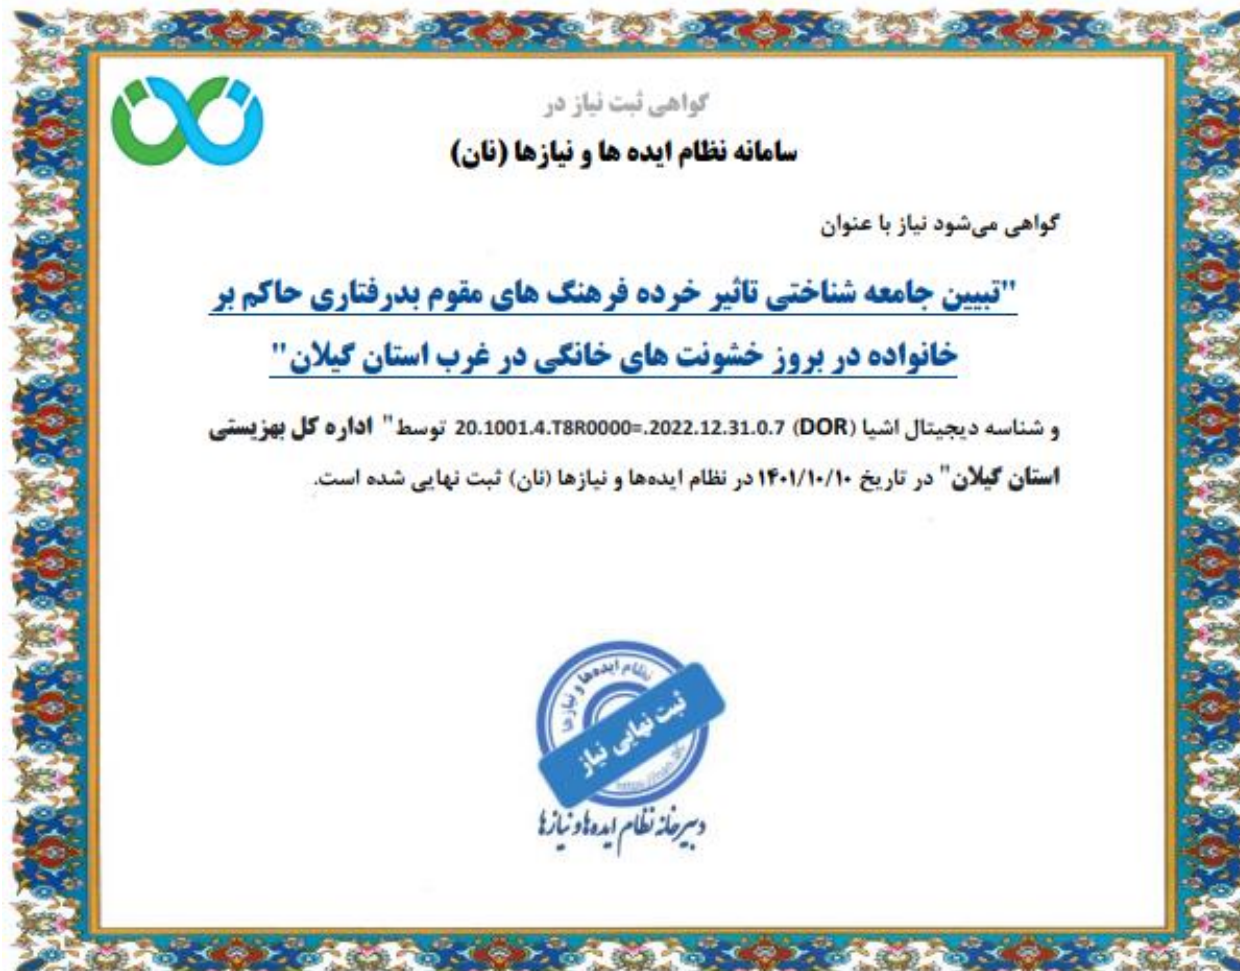 گواهی ثبت نیاز در
سامانه نظام ایده ها و نیازها (نان)
گواهی می‌شود نیاز با عنوان
"تبیین جامعه شناختی تاثیر خرده فرهنگ های مقوم بدرفتاری حاکم بر
خانواده در بروز خشونت های خانگی در غرب استان گیلان"
و شناسه دیجیتال اشیا (DOR) 20.1001.4.T8R0000=.2022.12.31.0.7 توسط" اداره کل بهزیستی
استان گیلان" در تاریخ ۱۴۰۱/۱۰/۱۰ در نظام ایده‌ها و نیازها (نان) ثبت نهایی شده است.
نظام ایده‌ها و نیازها
ثبت نهایی نیاز
دبیرخانه نظام ایده‌ها و نیازها